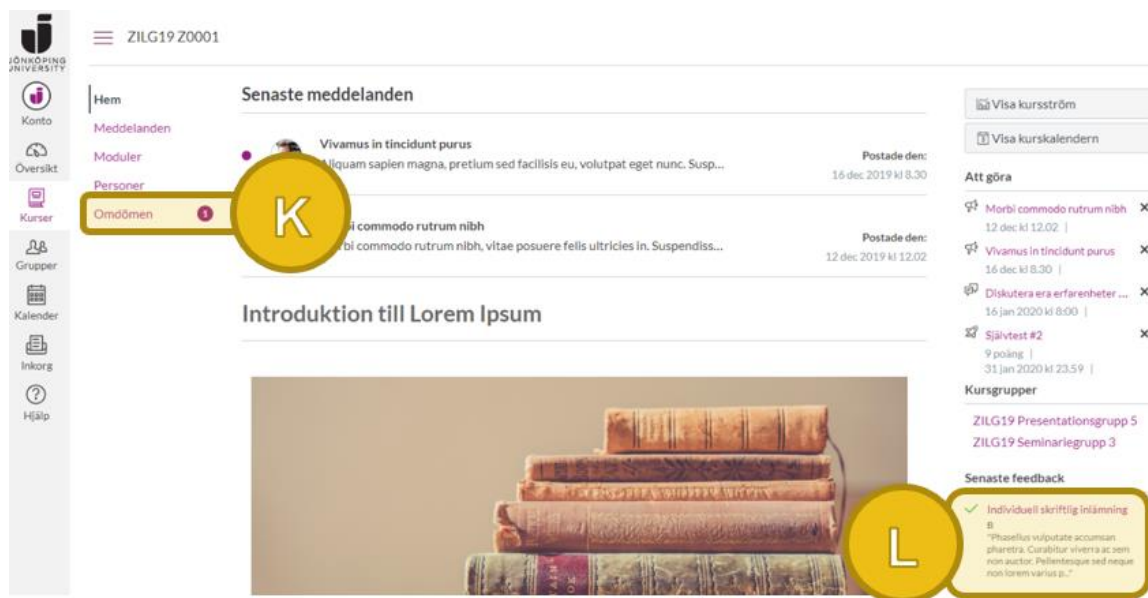 JÖNKÖPING
UNIVERSITY
Konto
Översikt
Kurser
Grupper
Kalender
Inkorg
Hjälp
ZILG19 Z0001
Hem
Meddelanden
Moduler
Personer
Omdömen 1
K
Senaste meddelanden
Vivamus in tincidunt purus
Aliquam sapien magna, pretium sed facilisis eu, volutpat eget nunc. Susp...
Postade den:
16 dec 2019 kl 8.30
commodo rutrum nibh
commodo rutrum nibh, vitae posuere felis ultricies in. Suspendiss...
Postade den:
12 dec 2019 kl 12.02
Introduktion till Lorem Ipsum
Visa kursström
Visa kurskalendern
Att göra
Morbi commodo rutrum nibh
12 dec kl 12.02 |
Vivamus in tincidunt purus
16 dec kl 8.30 |
Diskutera era erfarenheter ...
16 jan 2020 kl 8:00 |
Självtest #2
9 poäng |
31 jan 2020 kl 23.59 |
Kursgrupper
ZILG19 Presentationsgrupp 5
ZILG19 Seminariegrupp 3
Senaste feedback
L
Individuell skriftlig inlämning
B
"Phasellus vulputate accumsan
pharetra. Curabitur viverra ac sem
non auctor. Pellentesque sed neque
non lorem varius p..."